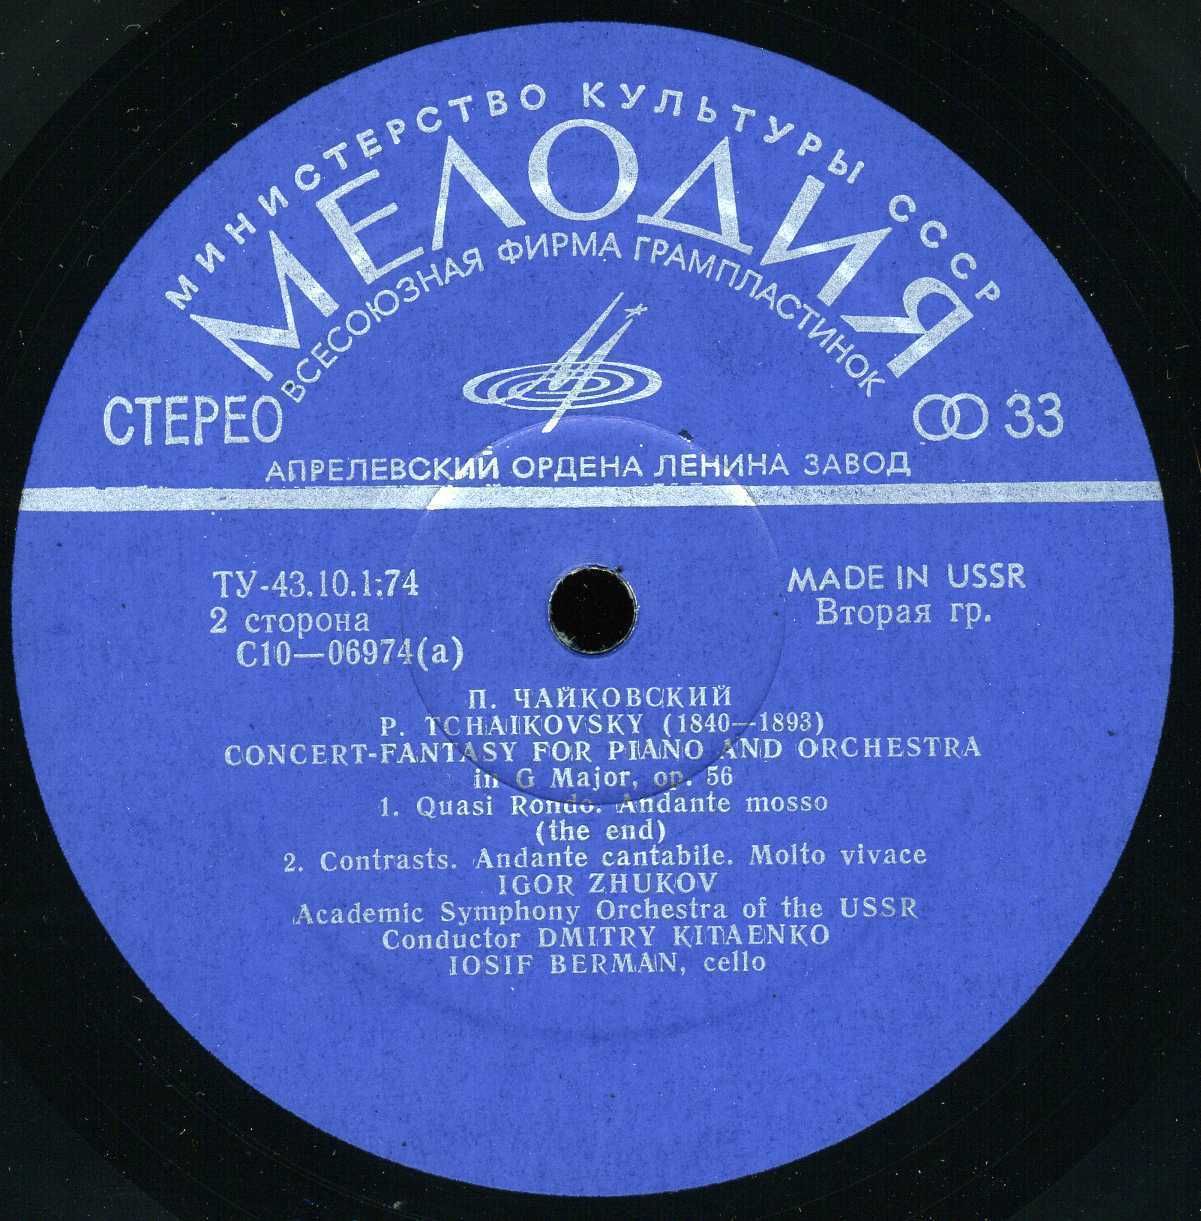 МИНИСТЕРСТВО КУЛЬТУРЫ СССР
МЕЛОДИЯ
ВСЕСОЮЗНАЯ ФИРМА ГРАМПЛАСТИНОК
СТЕРЕО
33
АПРЕЛЕВСКИЙ ОРДЕНА ЛЕНИНА ЗАВОД
ТУ-43.10.1:74
MADE IN USSR
2 сторона
Вторая гр.
С10—06974(а)
П. ЧАЙКОВСКИЙ
P. TCHAIKOVSKY (1840—1893)
CONCERT-FANTASY FOR PIANO AND ORCHESTRA
in G Major, op. 56
1. Quasi Rondo. Andante mosso
(the end)
2. Contrasts. Andante cantabile. Molto vivace
IGOR ZHUKOV
Academic Symphony Orchestra of the USSR
Conductor DMITRY KITAENKO
IOSIF BERMAN, cello